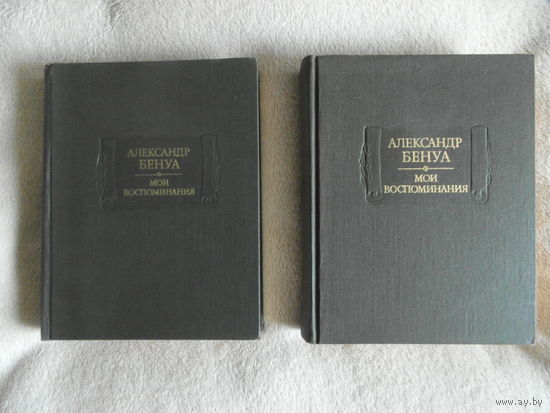 АЛЕКСАНДР
БЕНУА
МОИ
ВОСПОМИНАНИЯ
АЛЕКСАНДР
БЕНУА
МОИ
ВОСПОМИНАНИЯ
© www.ay.by